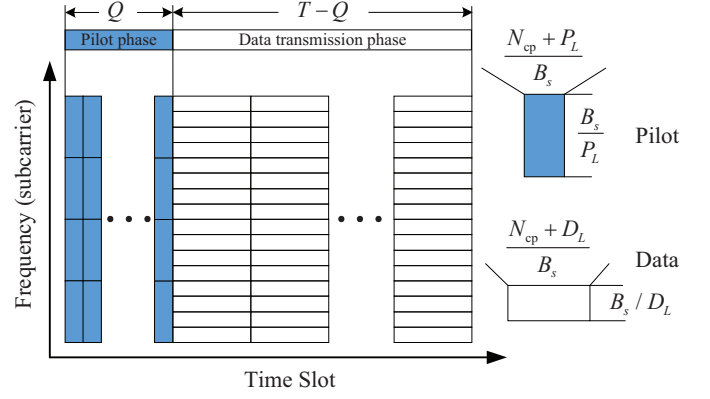 Q
T − Q
Pilot phase
Data transmission phase
Frequency (subcarrier)
Time Slot
N_cp + P_L
B_s
B_s
P_L
Pilot
N_cp + D_L
B_s
Data
B_s / D_L